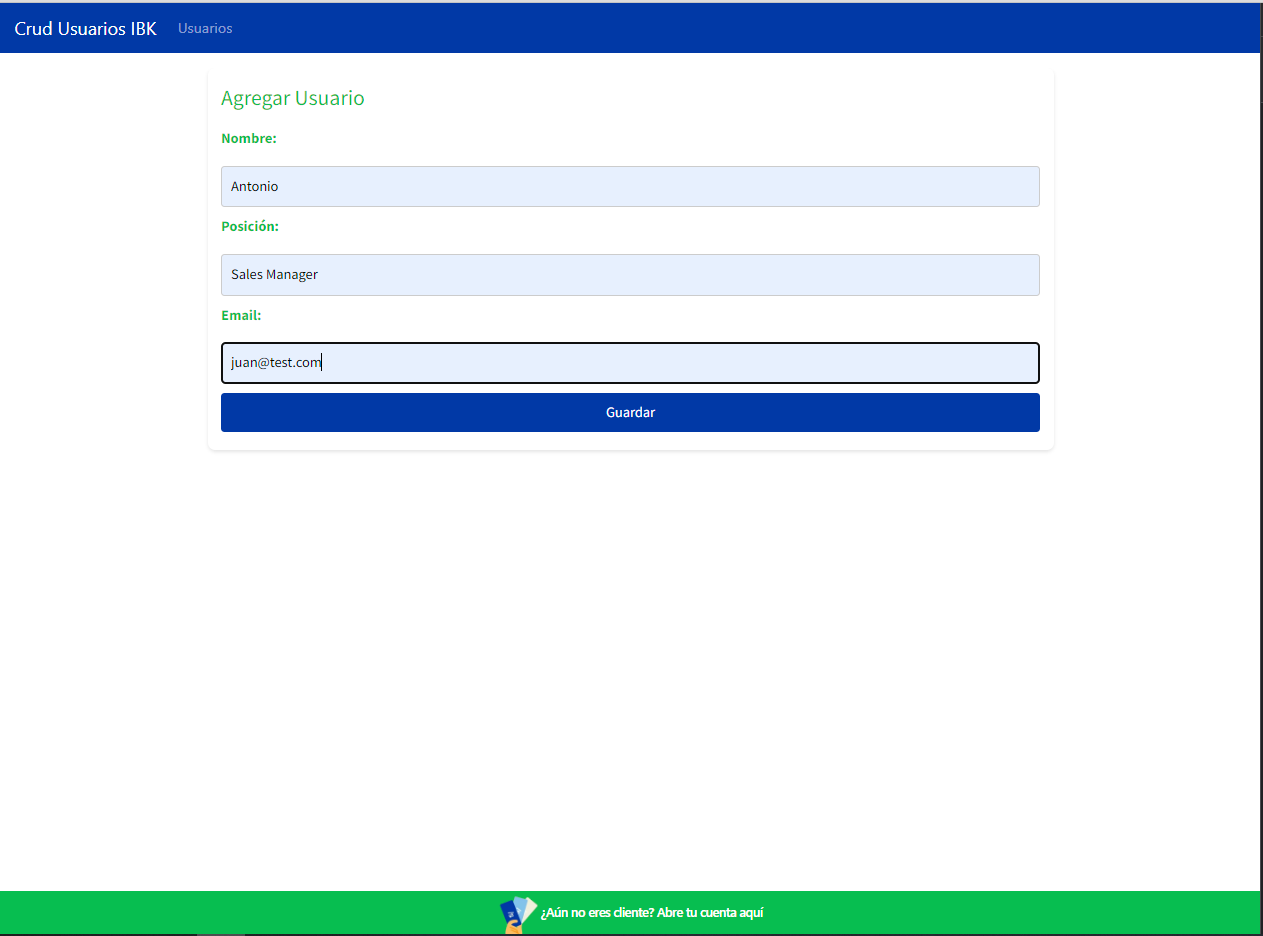 Crud Usuarios IBK Usuarios
Agregar Usuario
Nombre:
Antonio
Posición:
Sales Manager
Email:
juan@test.com
Guardar
¿Aún no eres cliente? Abre tu cuenta aquí